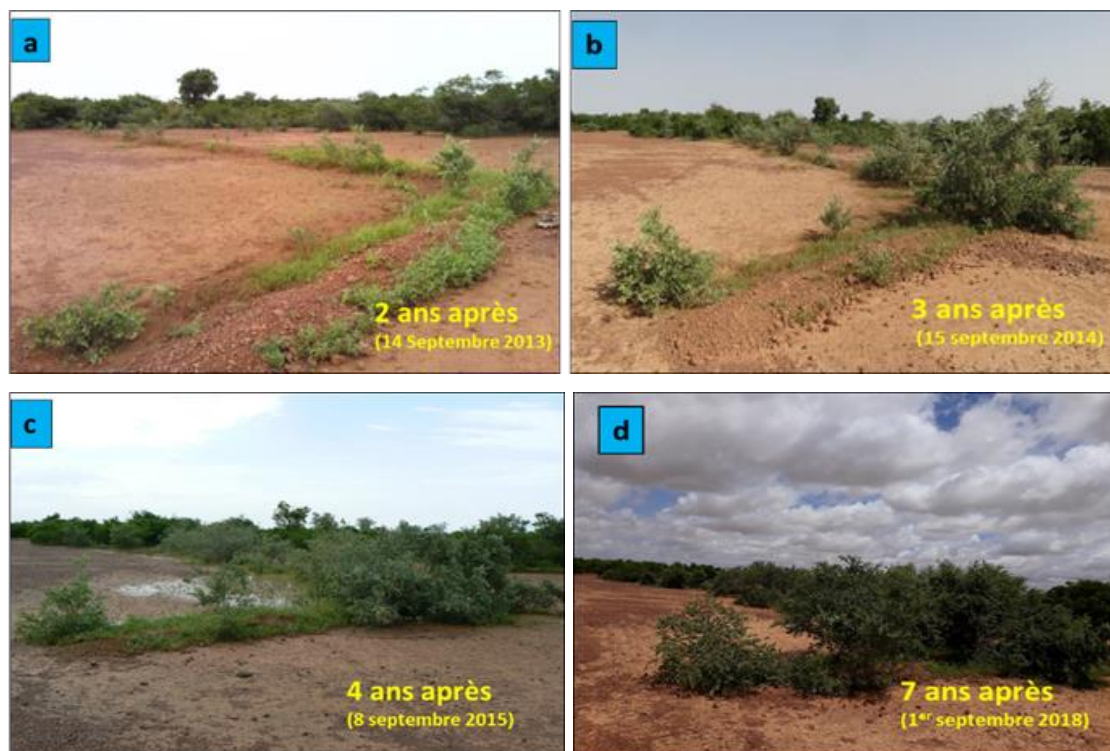 a
2 ans après
(14 Septembre 2013)
b
3 ans après
(15 septembre 2014)
c
4 ans après
(8 septembre 2015)
d
7 ans après
(1er septembre 2018)